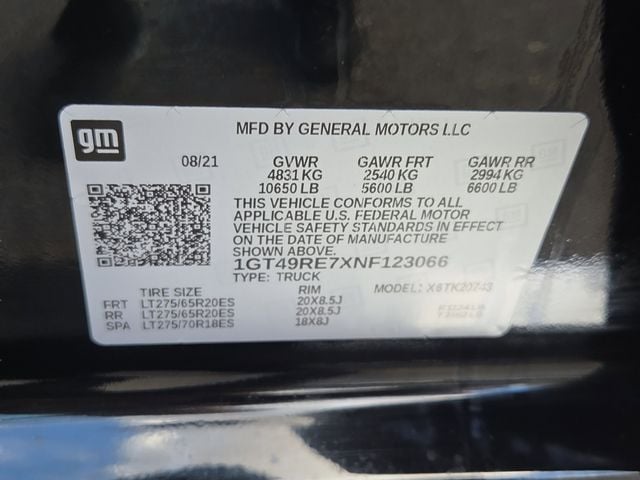 gm
MFD BY GENERAL MOTORS LLC
08/21 GVWR GAWR FRT GAWR RR
4831 KG 2540 KG 2994 KG
10650 LB 5600 LB 6600 LB
THIS VEHICLE CONFORMS TO ALL
APPLICABLE U.S. FEDERAL MOTOR
VEHICLE SAFETY STANDARDS IN EFFECT
ON THE DATE OF MANUFACTURE
SHOWN ABOVE.
1GT49RE7XNF123066
TYPE: TRUCK MODEL:
TIRE SIZE RIM
FRT LT275/65R20ES 20X8.5J
RR LT275/65R20ES 20X8.5J
SPA LT275/70R18ES 18X8J